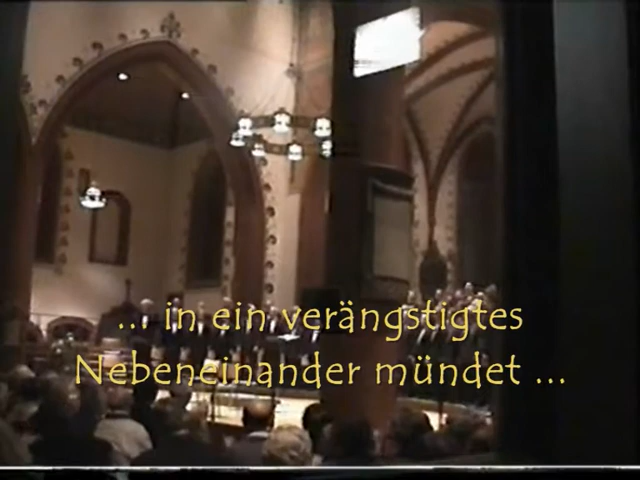 ... in ein verängstigtes
Nebeneinander mündet ...